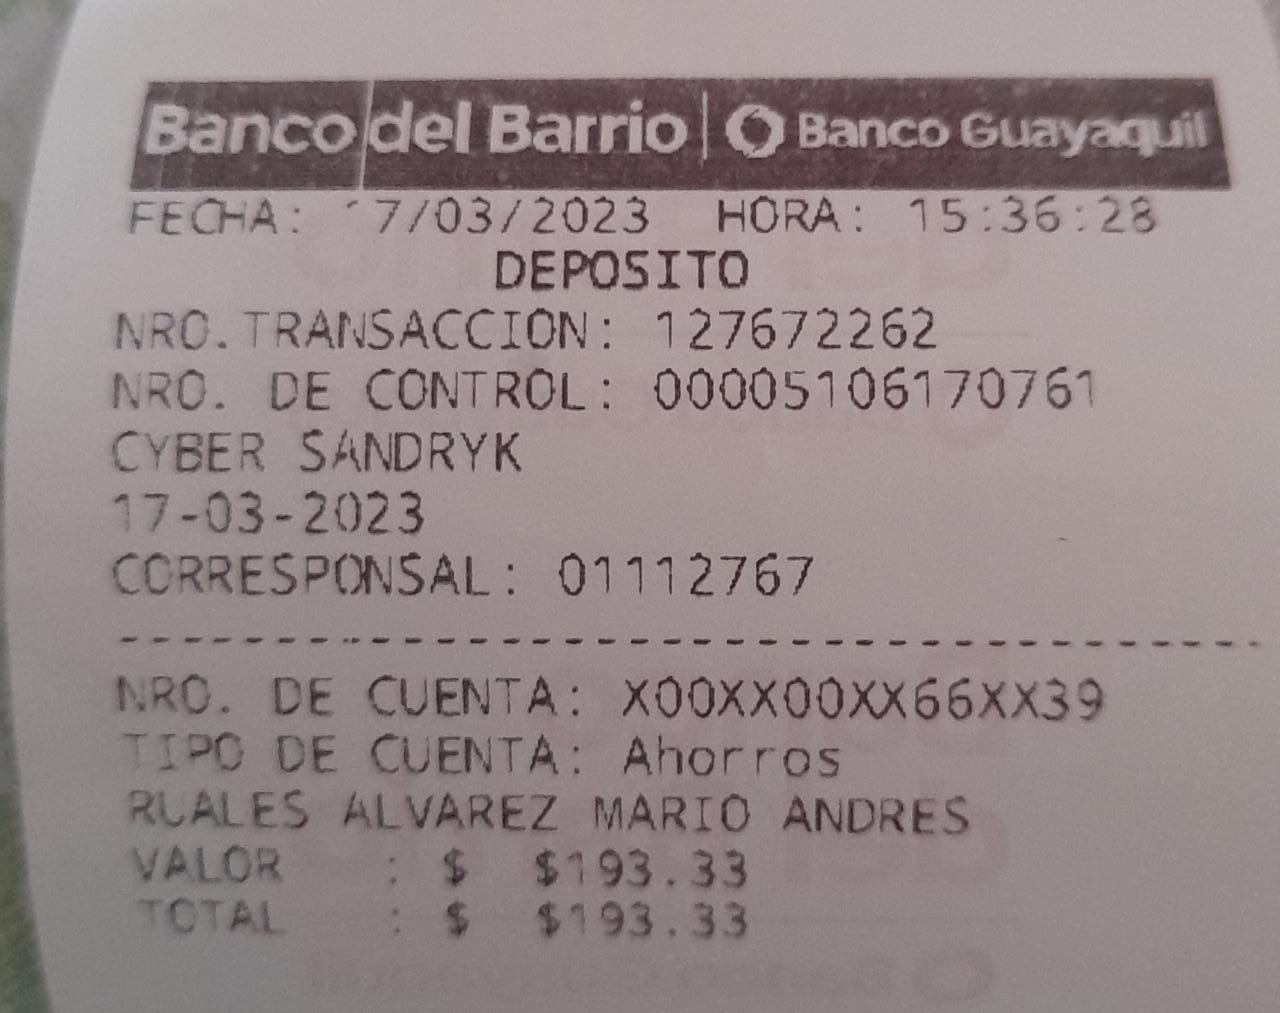 Banco del Barrio | Banco Guayaquil
FECHA: 17/03/2023 HORA: 15:36:28
DEPOSITO
NRO.TRANSACCION: 127672262
NRO. DE CONTROL: 00005106170761
CYBER SANDRYK
17-03-2023
CORRESPONSAL: 01112767
NRO. DE CUENTA: X00XX00XX66XX39
TIPO DE CUENTA: Ahorros
RUALES ALVAREZ MARIO ANDRES
VALOR : $ $193.33
TOTAL : $ $193.33